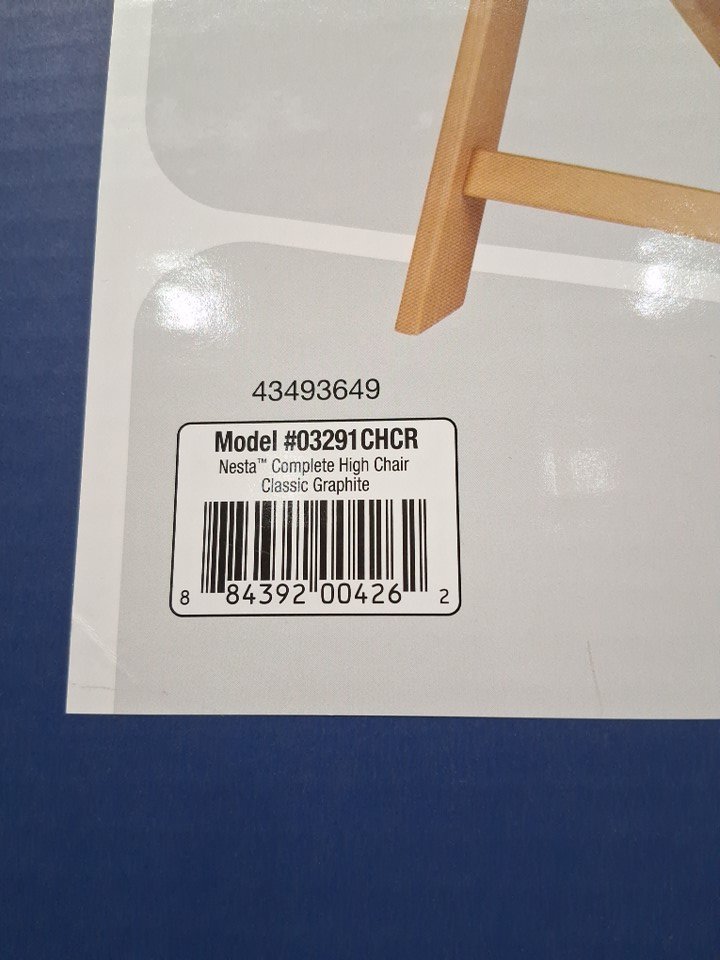 43493649
Model #03291CHCR
Nesta™ Complete High Chair
Classic Graphite
8 84392 00426 2